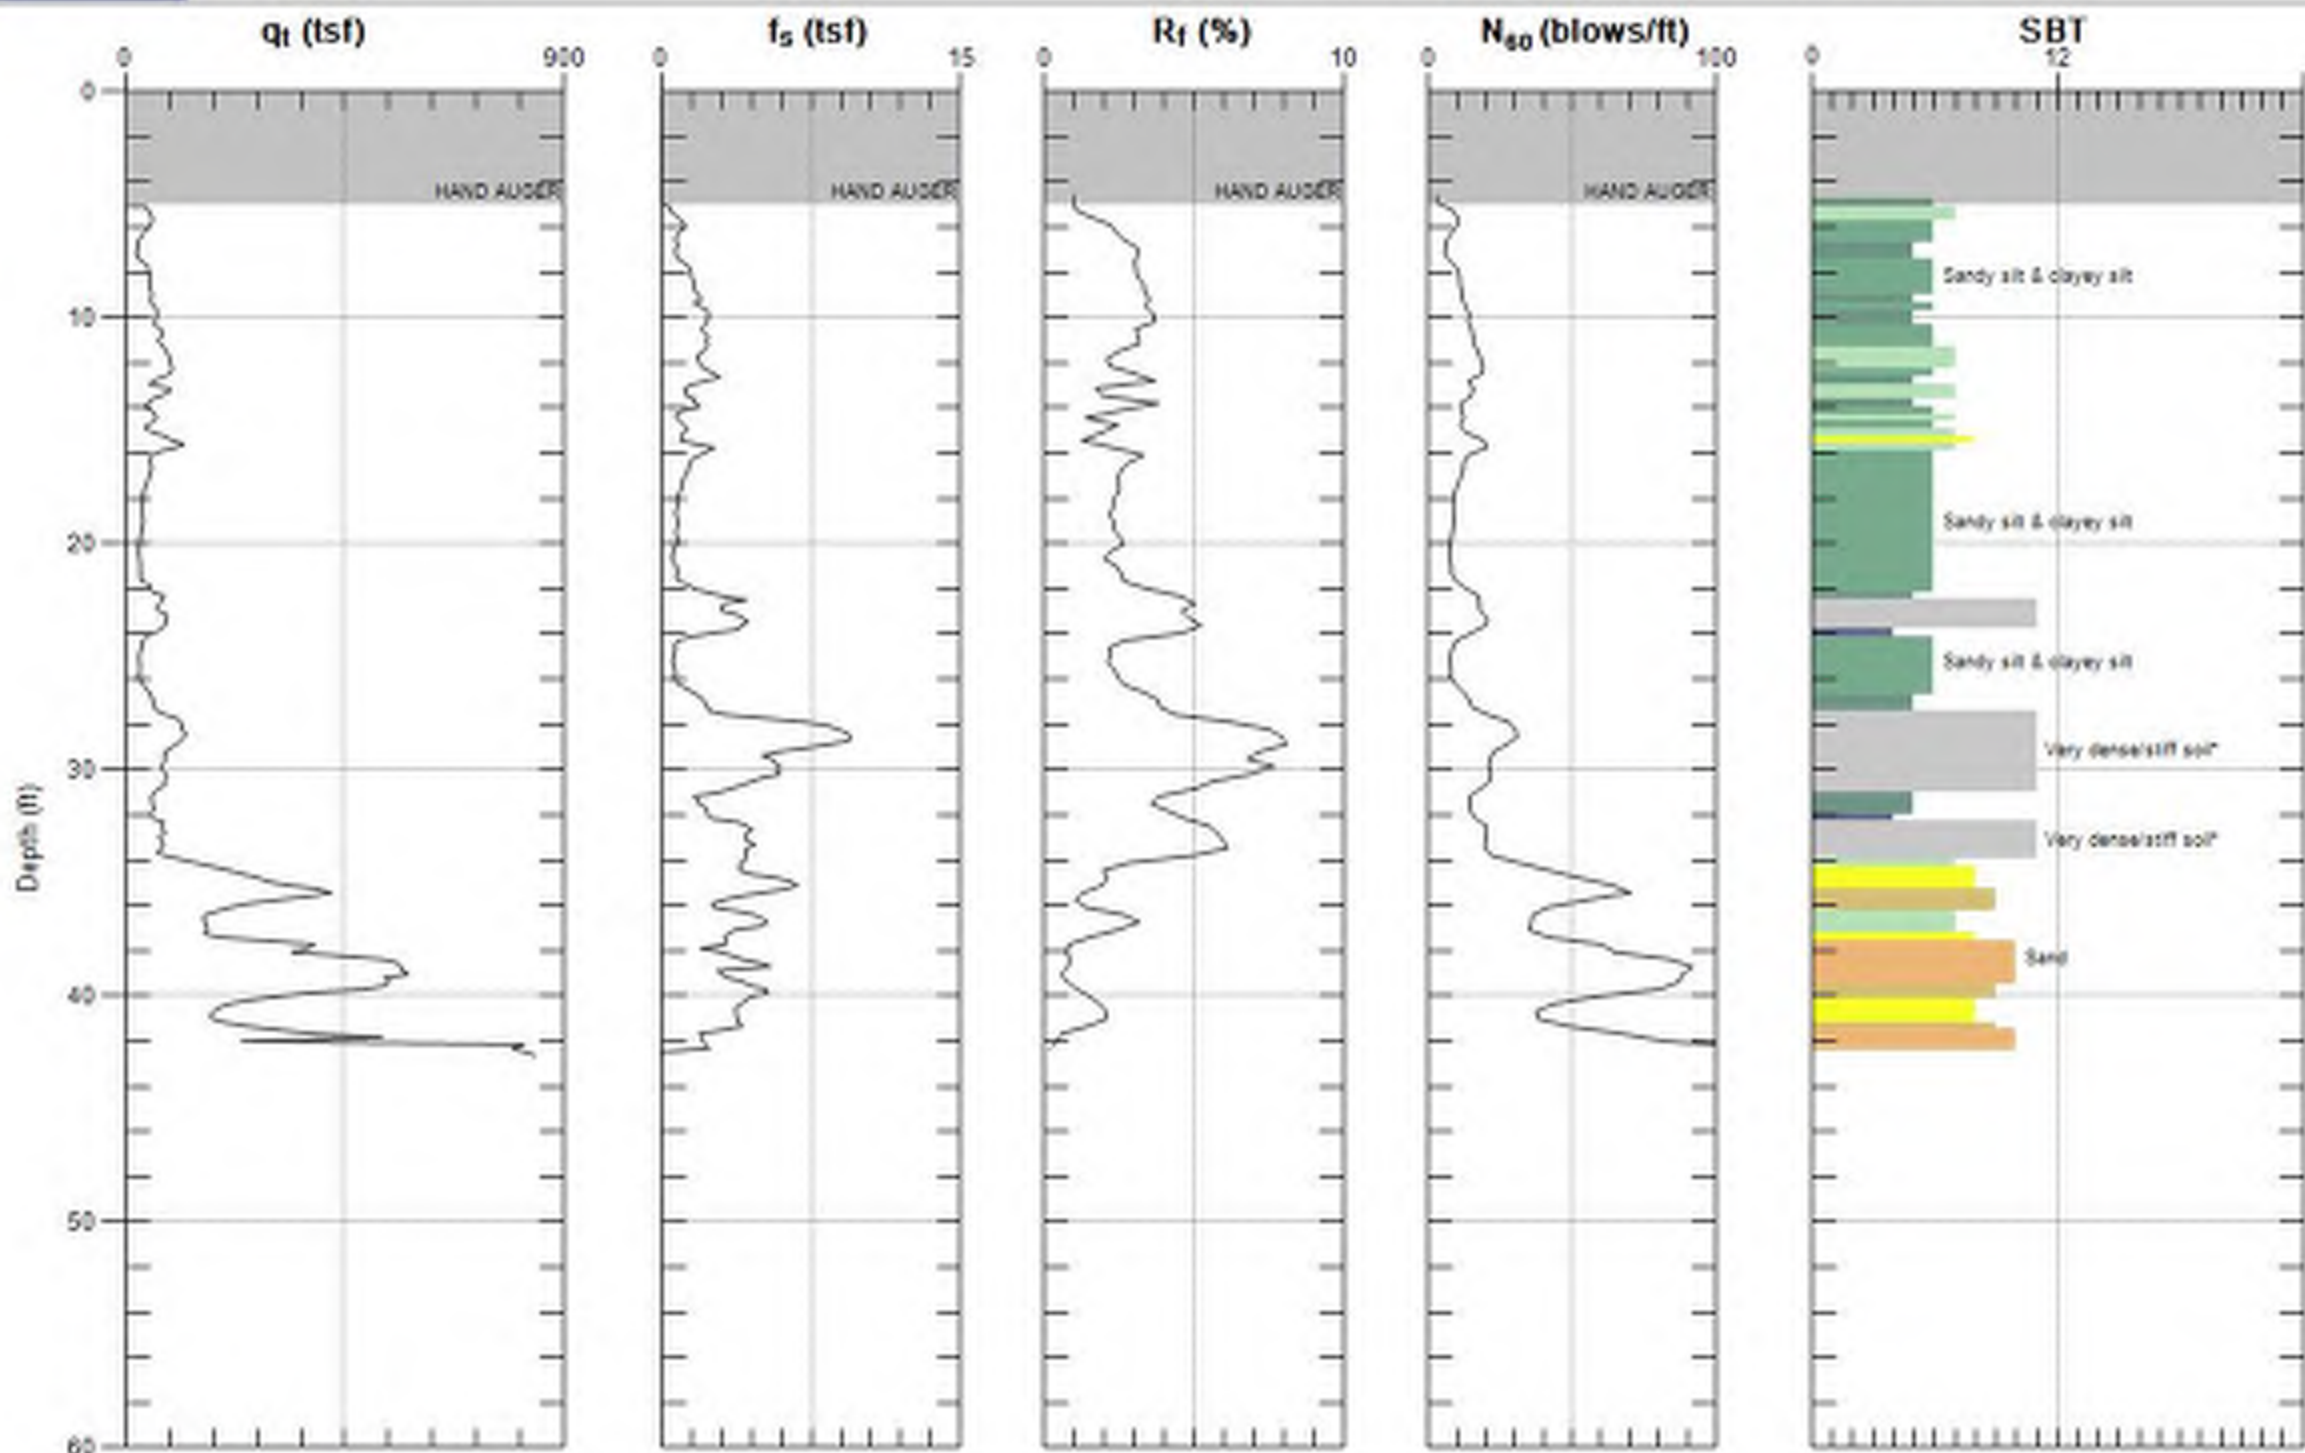 qt (tsf)
0 900
fs (tsf)
0 15
Rf (%)
0 10
N60 (blows/ft)
0 100
SBT
0 12
0
HAND AUGER
HAND AUGER
HAND AUGER
HAND AUGER
Sandy silt & clayey silt
10
Sandy silt & clayey silt
20
Sandy silt & clayey silt
Very dense/stiff soil*
30
Very dense/stiff soil*
Depth (ft)
Sand
40
50
60